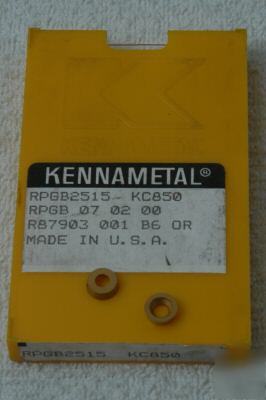 KENNAMETAL®
RPGB2515- KC850
RPGB 07 02 00
R87903 001 B6 OR
MADE IN U.S.A.
RPGB2515 KC850